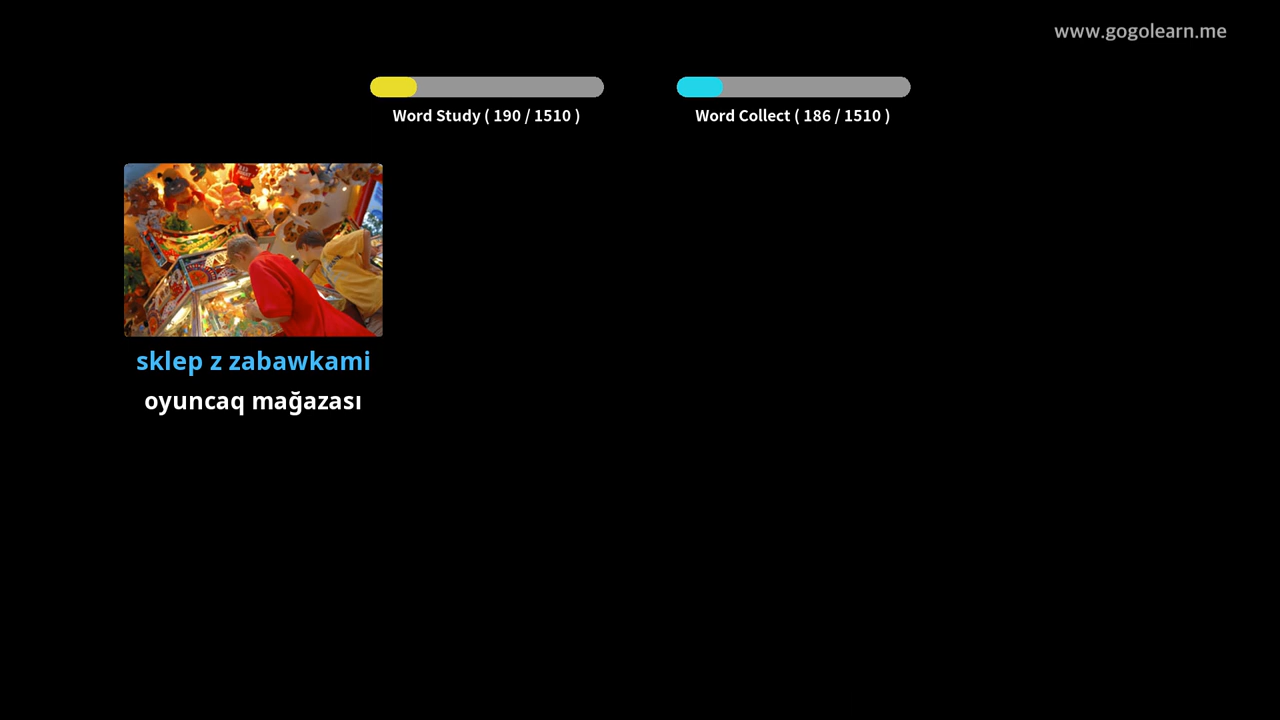 www.gogolearn.me
Word Study ( 190 / 1510 )
Word Collect ( 186 / 1510 )
sklep z zabawkami
oyuncaq mağazası